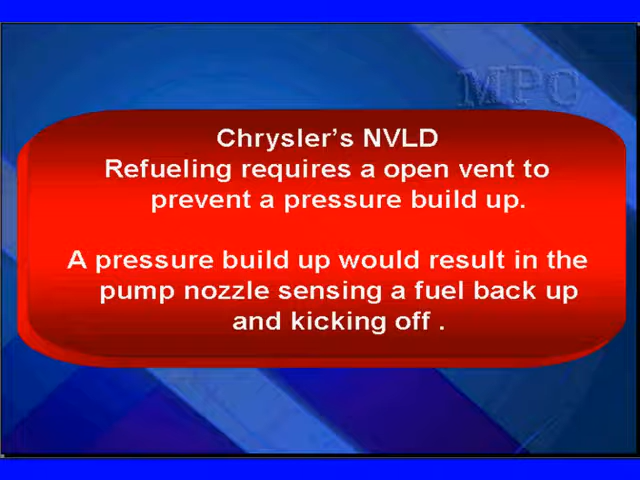 MPC
Chrysler's NVLD
Refueling requires a open vent to
prevent a pressure build up.
A pressure build up would result in the
pump nozzle sensing a fuel back up
and kicking off .